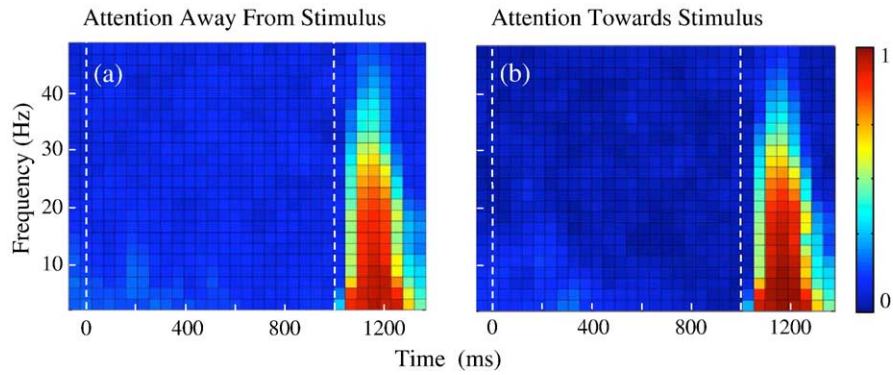 Attention Away From Stimulus
Attention Towards Stimulus
(a)
(b)
1
0
40
30
20
10
Frequency (Hz)
0
400
800
1200
0
400
800
1200
Time (ms)